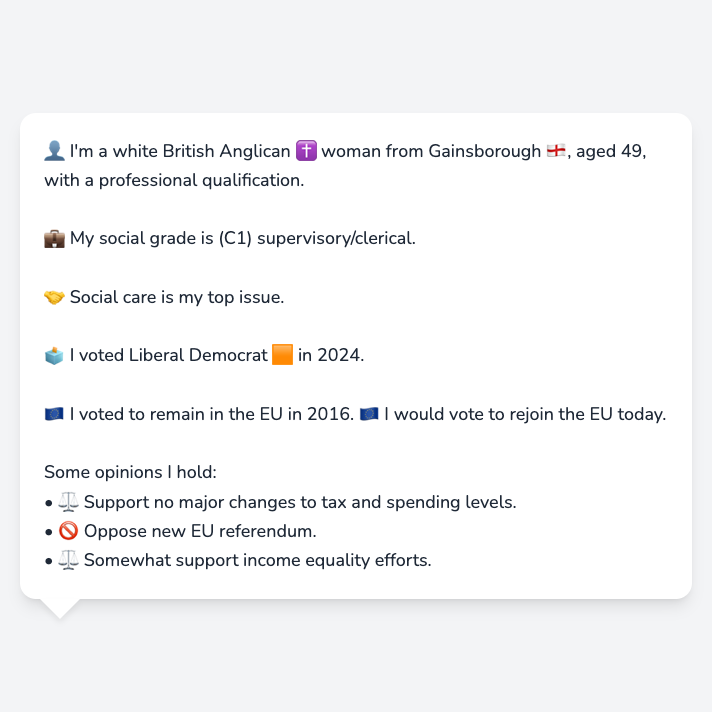 👤 I'm a white British Anglican ✝️ woman from Gainsborough 🏴󠁧󠁢󠁥󠁮󠁧󠁿, aged 49,
with a professional qualification.
💼 My social grade is (C1) supervisory/clerical.
🤝 Social care is my top issue.
🗳️ I voted Liberal Democrat 🟧 in 2024.
🇪🇺 I voted to remain in the EU in 2016. 🇪🇺 I would vote to rejoin the EU today.
Some opinions I hold:
• ⚖️ Support no major changes to tax and spending levels.
• 🚫 Oppose new EU referendum.
• ⚖️ Somewhat support income equality efforts.